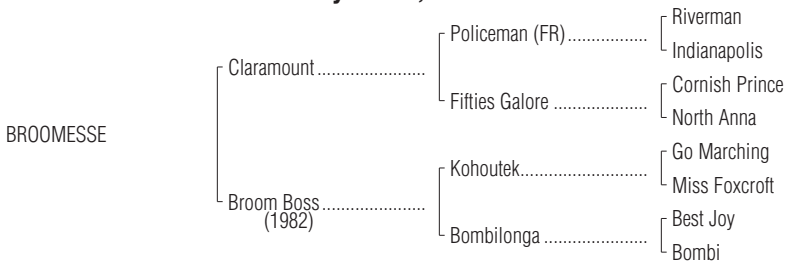 Riverman
Policeman (FR)..................
Indianapolis
Claramount.......................
Cornish Prince
Fifties Galore ....................
North Anna
BROOMESSE
Go Marching
Kohoutek...........................
Miss Foxcroft
Broom Boss......................
(1982)
Best Joy
Bombilonga ......................
Bombi